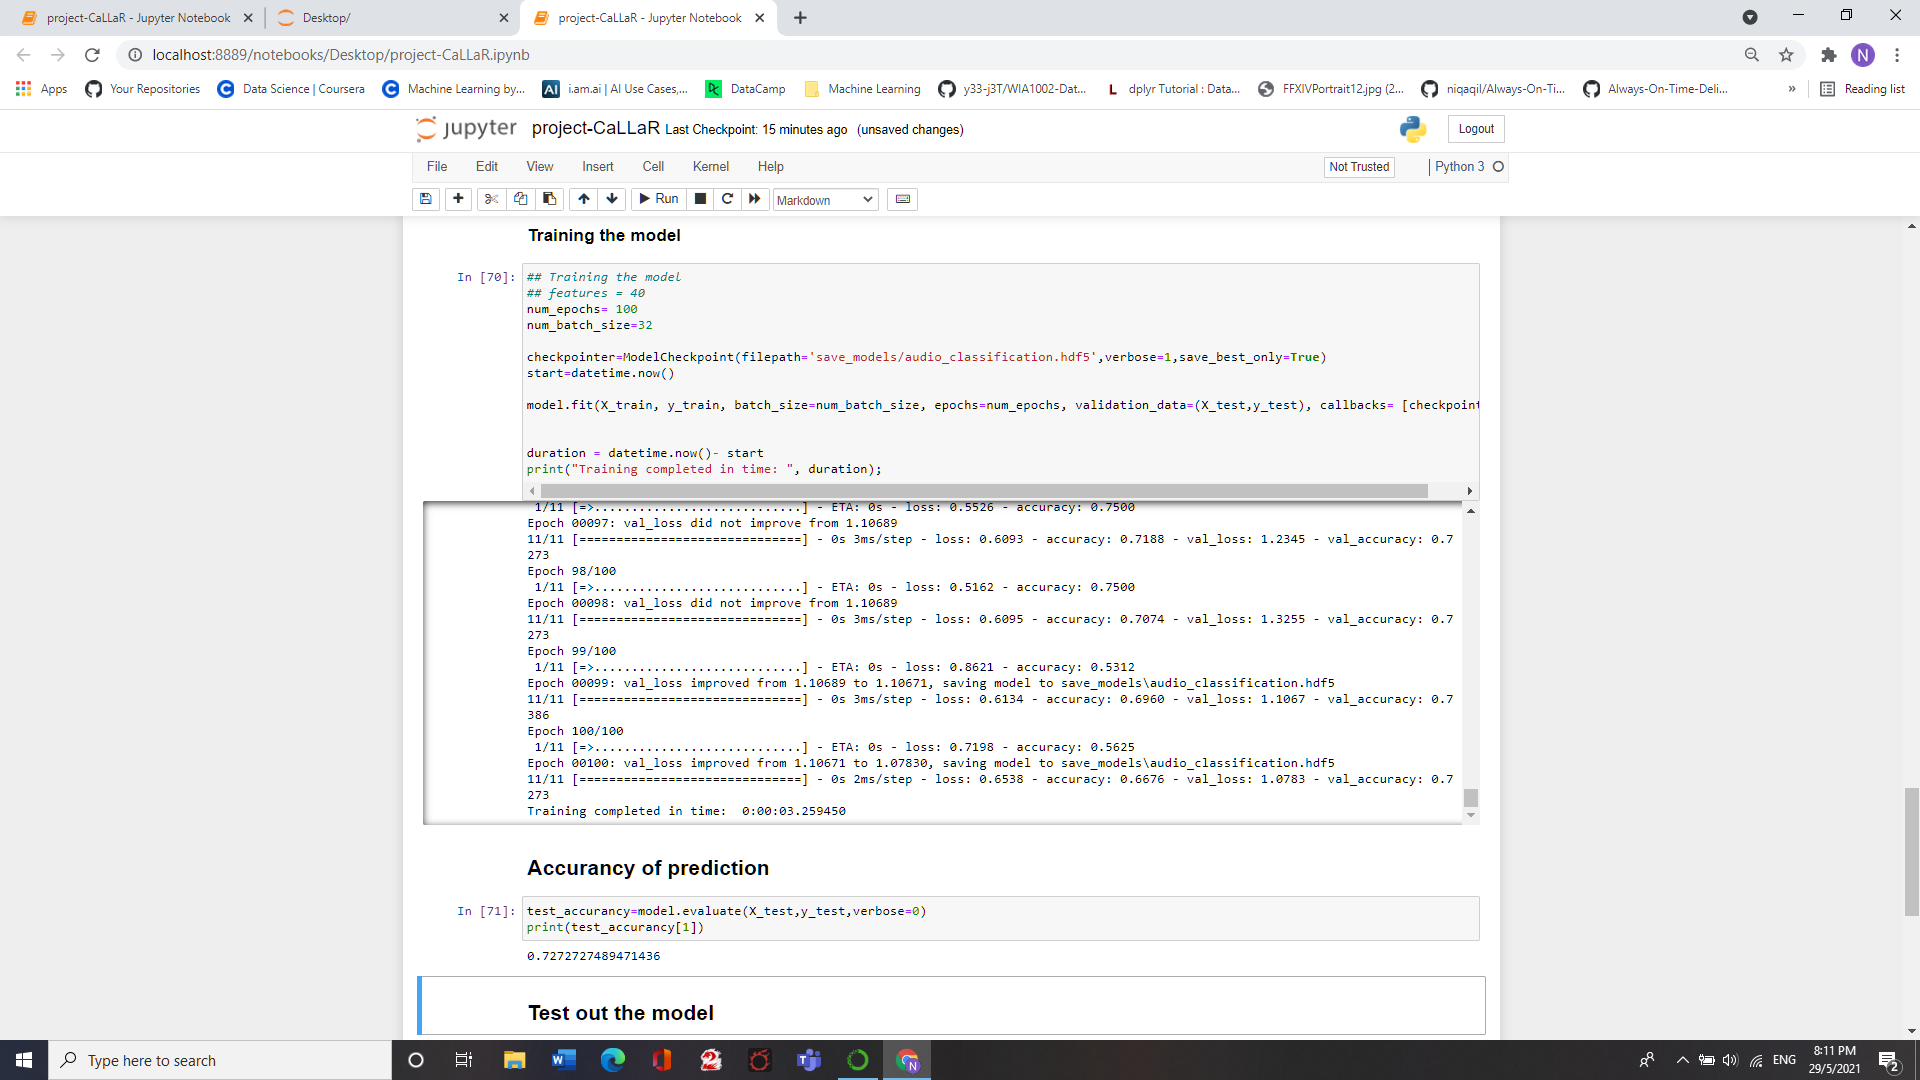 project-CaLLaR - Jupyter Notebook
Desktop/
project-CaLLaR - Jupyter Notebook
localhost:8889/notebooks/Desktop/project-CaLLaR.ipynb
N
Apps
Your Repositories
Data Science | Coursera
Machine Learning by...
AI i.am.ai | AI Use Cases,...
DataCamp
Machine Learning
y33-j3T/WIA1002-Dat...
L dplyr Tutorial : Data...
FFXIVPortrait12.jpg (2...
niqaqil/Always-On-Ti...
Always-On-Time-Deli...
»
Reading list
jupyter project-CaLLaR Last Checkpoint: 15 minutes ago (unsaved changes)
Logout
File Edit View Insert Cell Kernel Help
Not Trusted
Python 3
Run
Markdown
Training the model
In [70]:
## Training the model
## features = 40
num_epochs= 100
num_batch_size=32
checkpointer=ModelCheckpoint(filepath='save_models/audio_classification.hdf5',verbose=1,save_best_only=True)
start=datetime.now()
model.fit(X_train, y_train, batch_size=num_batch_size, epochs=num_epochs, validation_data=(X_test,y_test), callbacks= [checkpoint
duration = datetime.now()- start
print("Training completed in time: ", duration);
1/11 [=>............................] - ETA: 0s - loss: 0.5526 - accuracy: 0.7500
Epoch 00097: val_loss did not improve from 1.10689
11/11 [==============================] - 0s 3ms/step - loss: 0.6093 - accuracy: 0.7188 - val_loss: 1.2345 - val_accuracy: 0.7
273
Epoch 98/100
1/11 [=>............................] - ETA: 0s - loss: 0.5162 - accuracy: 0.7500
Epoch 00098: val_loss did not improve from 1.10689
11/11 [==============================] - 0s 3ms/step - loss: 0.6095 - accuracy: 0.7074 - val_loss: 1.3255 - val_accuracy: 0.7
273
Epoch 99/100
1/11 [=>............................] - ETA: 0s - loss: 0.8621 - accuracy: 0.5312
Epoch 00099: val_loss improved from 1.10689 to 1.10671, saving model to save_models\audio_classification.hdf5
11/11 [==============================] - 0s 3ms/step - loss: 0.6134 - accuracy: 0.6960 - val_loss: 1.1067 - val_accuracy: 0.7
386
Epoch 100/100
1/11 [=>............................] - ETA: 0s - loss: 0.7198 - accuracy: 0.5625
Epoch 00100: val_loss improved from 1.10671 to 1.07830, saving model to save_models\audio_classification.hdf5
11/11 [==============================] - 0s 2ms/step - loss: 0.6538 - accuracy: 0.6676 - val_loss: 1.0783 - val_accuracy: 0.7
273
Training completed in time:  0:00:03.259450
Accurancy of prediction
In [71]:
test_accurancy=model.evaluate(X_test,y_test,verbose=0)
print(test_accurancy[1])
0.7272727489471436
Test out the model
Type here to search
ENG
8:11 PM
29/5/2021
2